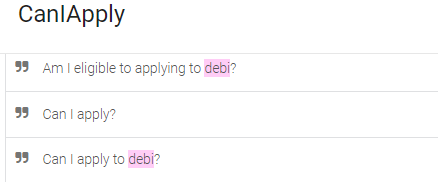 CanIApply
Am I eligible to applying to debi?
Can I apply?
Can I apply to debi?